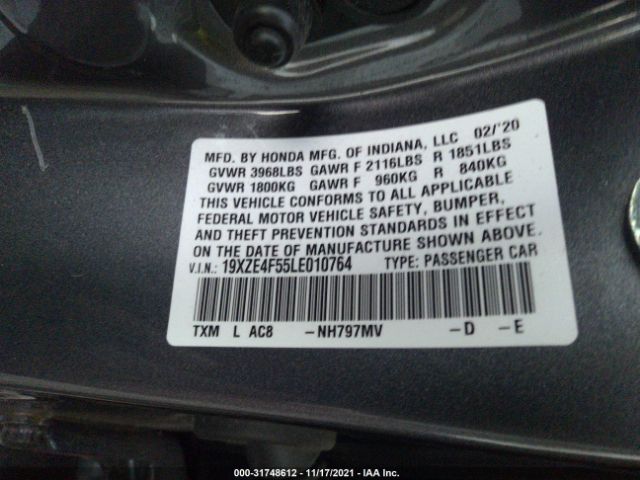 MFD. BY HONDA MFG. OF INDIANA, LLC 02/'20
GVWR 3968LBS GAWR F 2116LBS R 1851LBS
GVWR 1800KG GAWR F 960KG R 840KG
THIS VEHICLE CONFORMS TO ALL APPLICABLE
FEDERAL MOTOR VEHICLE SAFETY, BUMPER,
AND THEFT PREVENTION STANDARDS IN EFFECT
ON THE DATE OF MANUFACTURE SHOWN ABOVE.
V.I.N.: 19XZE4F55LE010764 TYPE: PASSENGER CAR
TXM L AC8 -NH797MV -D -E
000-31748612 - 11/17/2021 - IAA Inc.